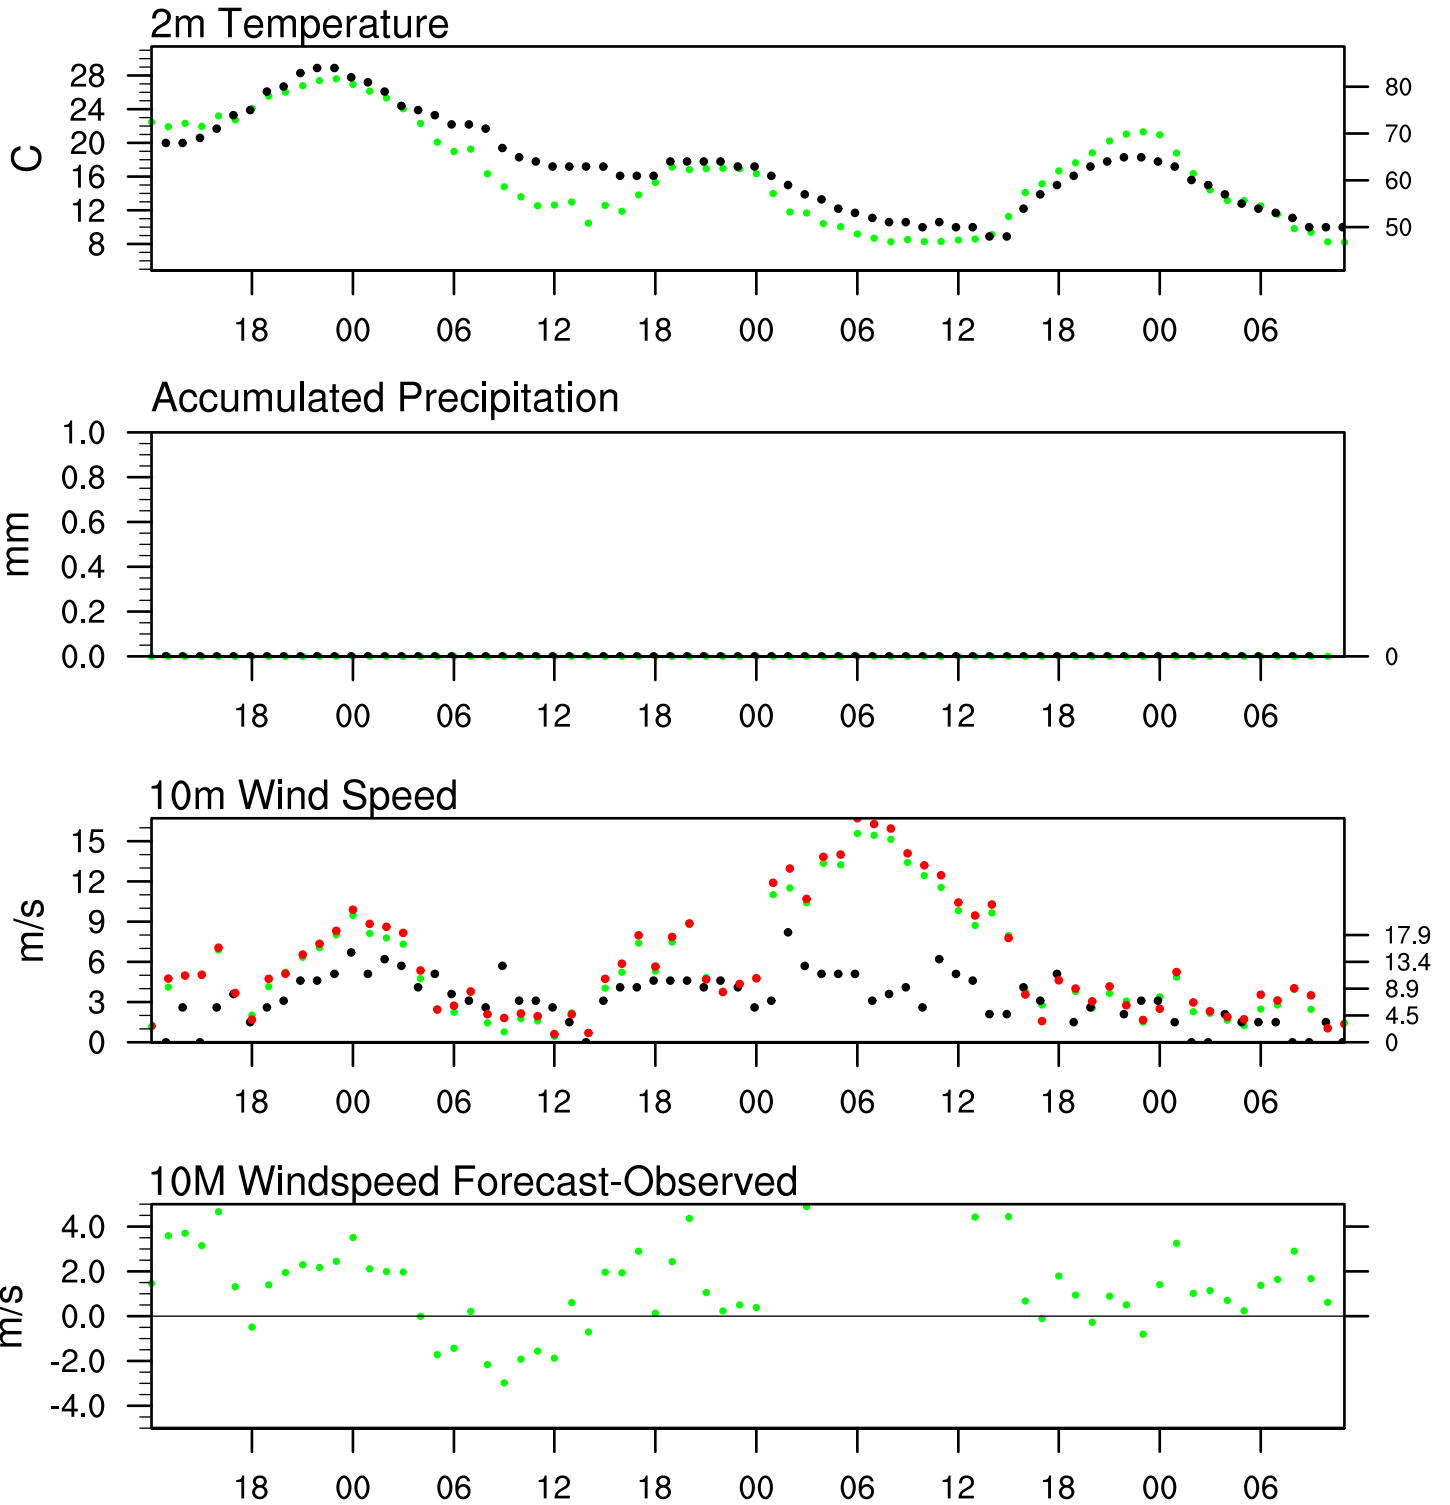 2m Temperature
C
28
24
20
16
12
8
80
70
60
50
18 00 06 12 18 00 06 12 18 00 06
Accumulated Precipitation
mm
1.0
0.8
0.6
0.4
0.2
0.0
0
18 00 06 12 18 00 06 12 18 00 06
10m Wind Speed
m/s
15
12
9
6
3
0
17.9
13.4
8.9
4.5
0
18 00 06 12 18 00 06 12 18 00 06
10M Windspeed Forecast-Observed
m/s
4.0
2.0
0.0
-2.0
-4.0
18 00 06 12 18 00 06 12 18 00 06